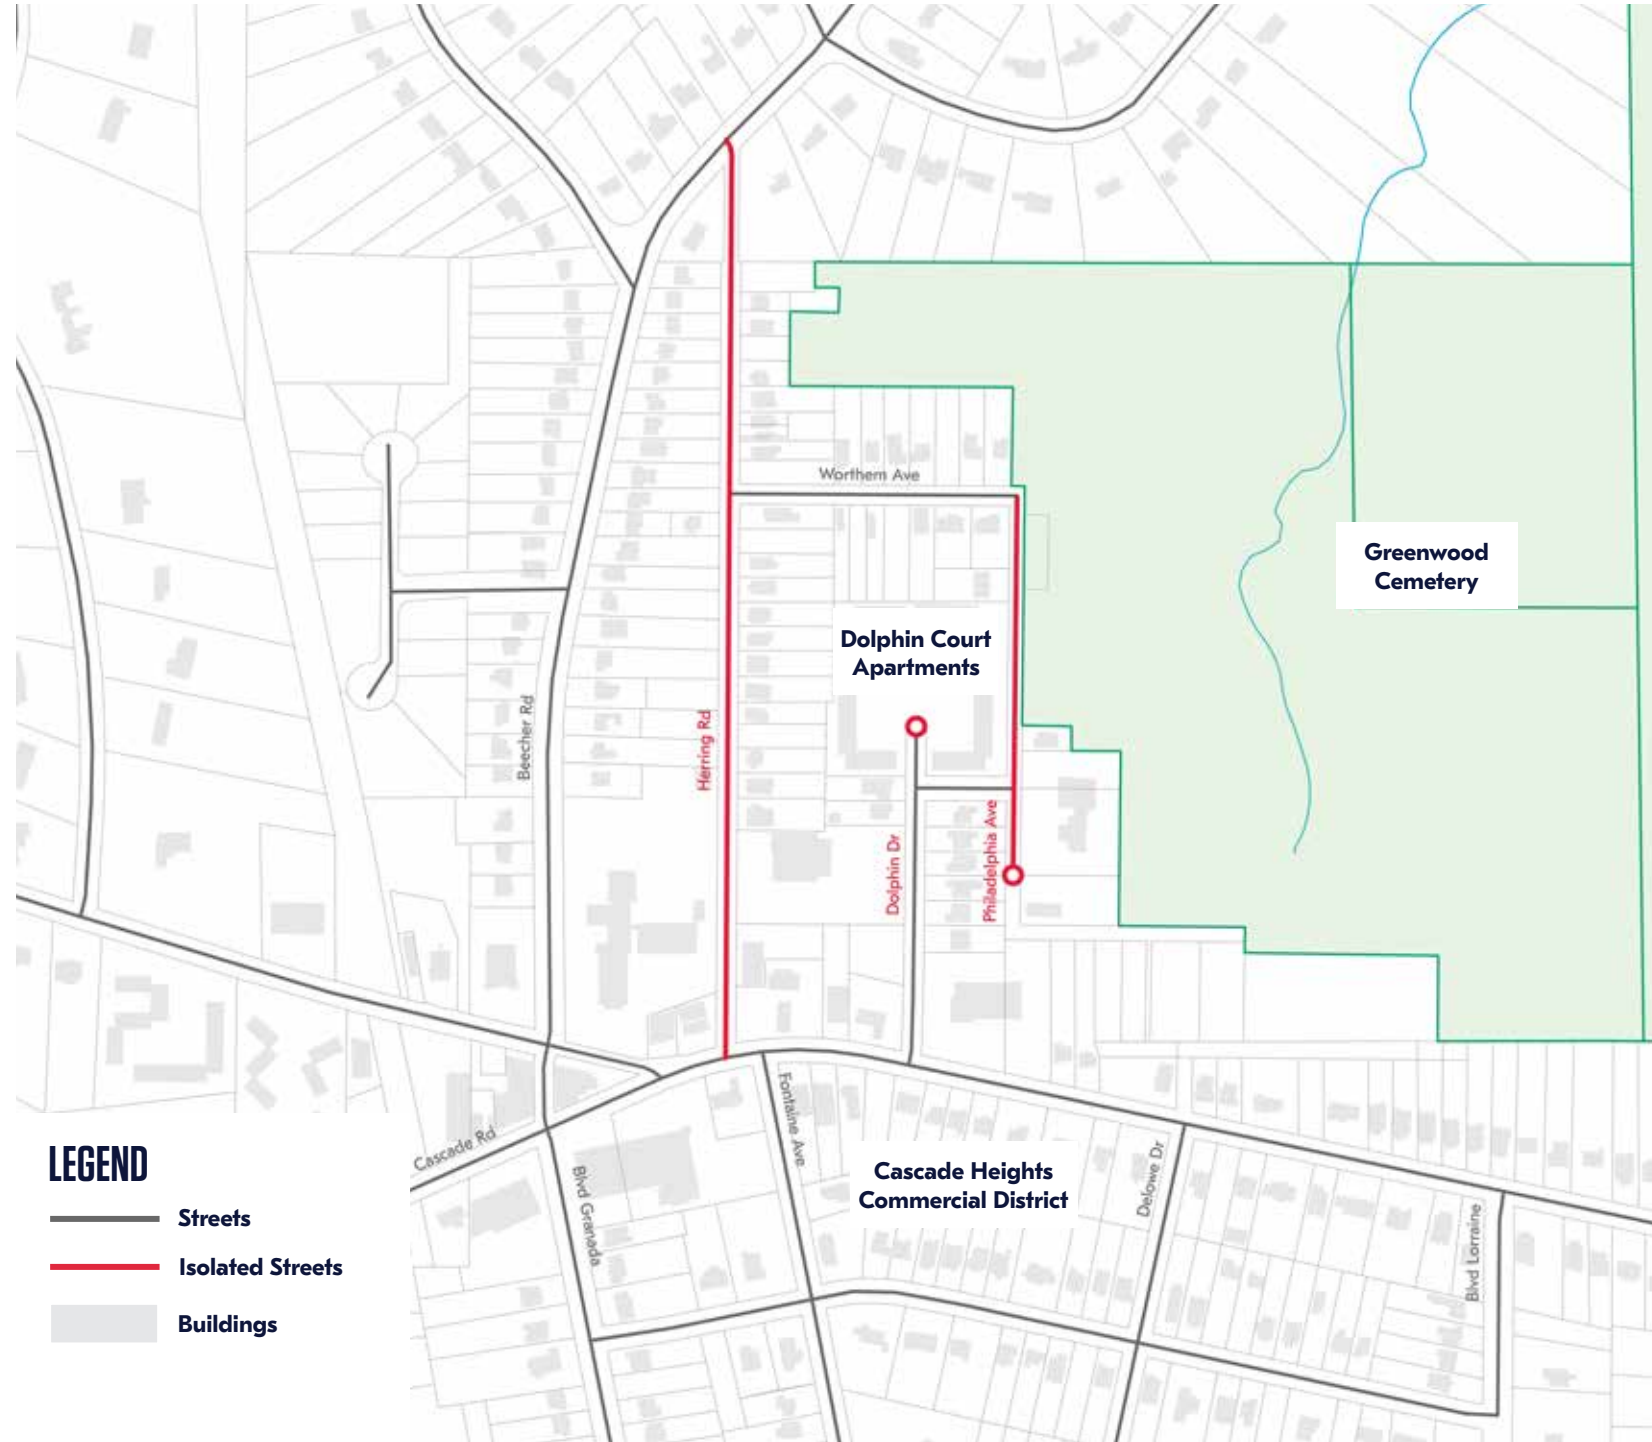 Worthem Ave
Greenwood
Cemetery
Dolphin Court
Apartments
Beecher Rd
Herring Rd
Dolphin Dr
Philadelphia Ave
Fontaine Ave
Cascade Rd
Blvd Granada
Delowe Dr
Blvd Lorraine
Cascade Heights
Commercial District
LEGEND
Streets
Isolated Streets
Buildings